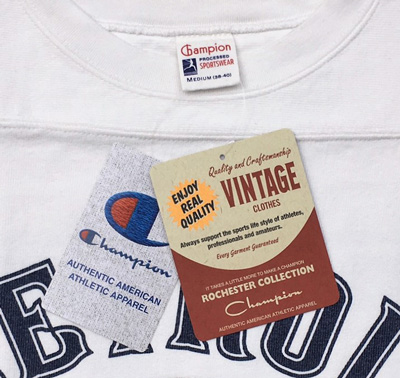 Champion
PROCESSED
SPORTSWEAR
MEDIUM (38-40)
Quality and Craftsmanship
ENJOY
REAL
QUALITY
VINTAGE
CLOTHES
Always support the sports life style of athletes,
professionals and amateurs.
Every Garment Guaranteed
IT TAKES A LITTLE MORE TO MAKE A CHAMPION
ROCHESTER COLLECTION
Champion
AUTHENTIC AMERICAN ATHLETIC APPAREL
Champion
AUTHENTIC AMERICAN
ATHLETIC APPAREL
ETROI